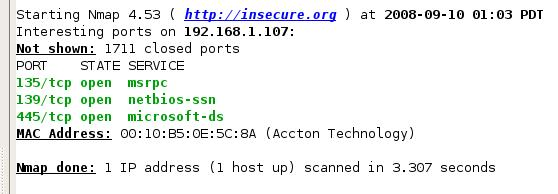 Starting Nmap 4.53 ( http://insecure.org ) at 2008-09-10 01:03 PDT
Interesting ports on 192.168.1.107:
Not shown: 1711 closed ports
PORT    STATE SERVICE
135/tcp open  msrpc
139/tcp open  netbios-ssn
445/tcp open  microsoft-ds
MAC Address: 00:10:B5:0E:5C:8A (Accton Technology)
Nmap done: 1 IP address (1 host up) scanned in 3.307 seconds